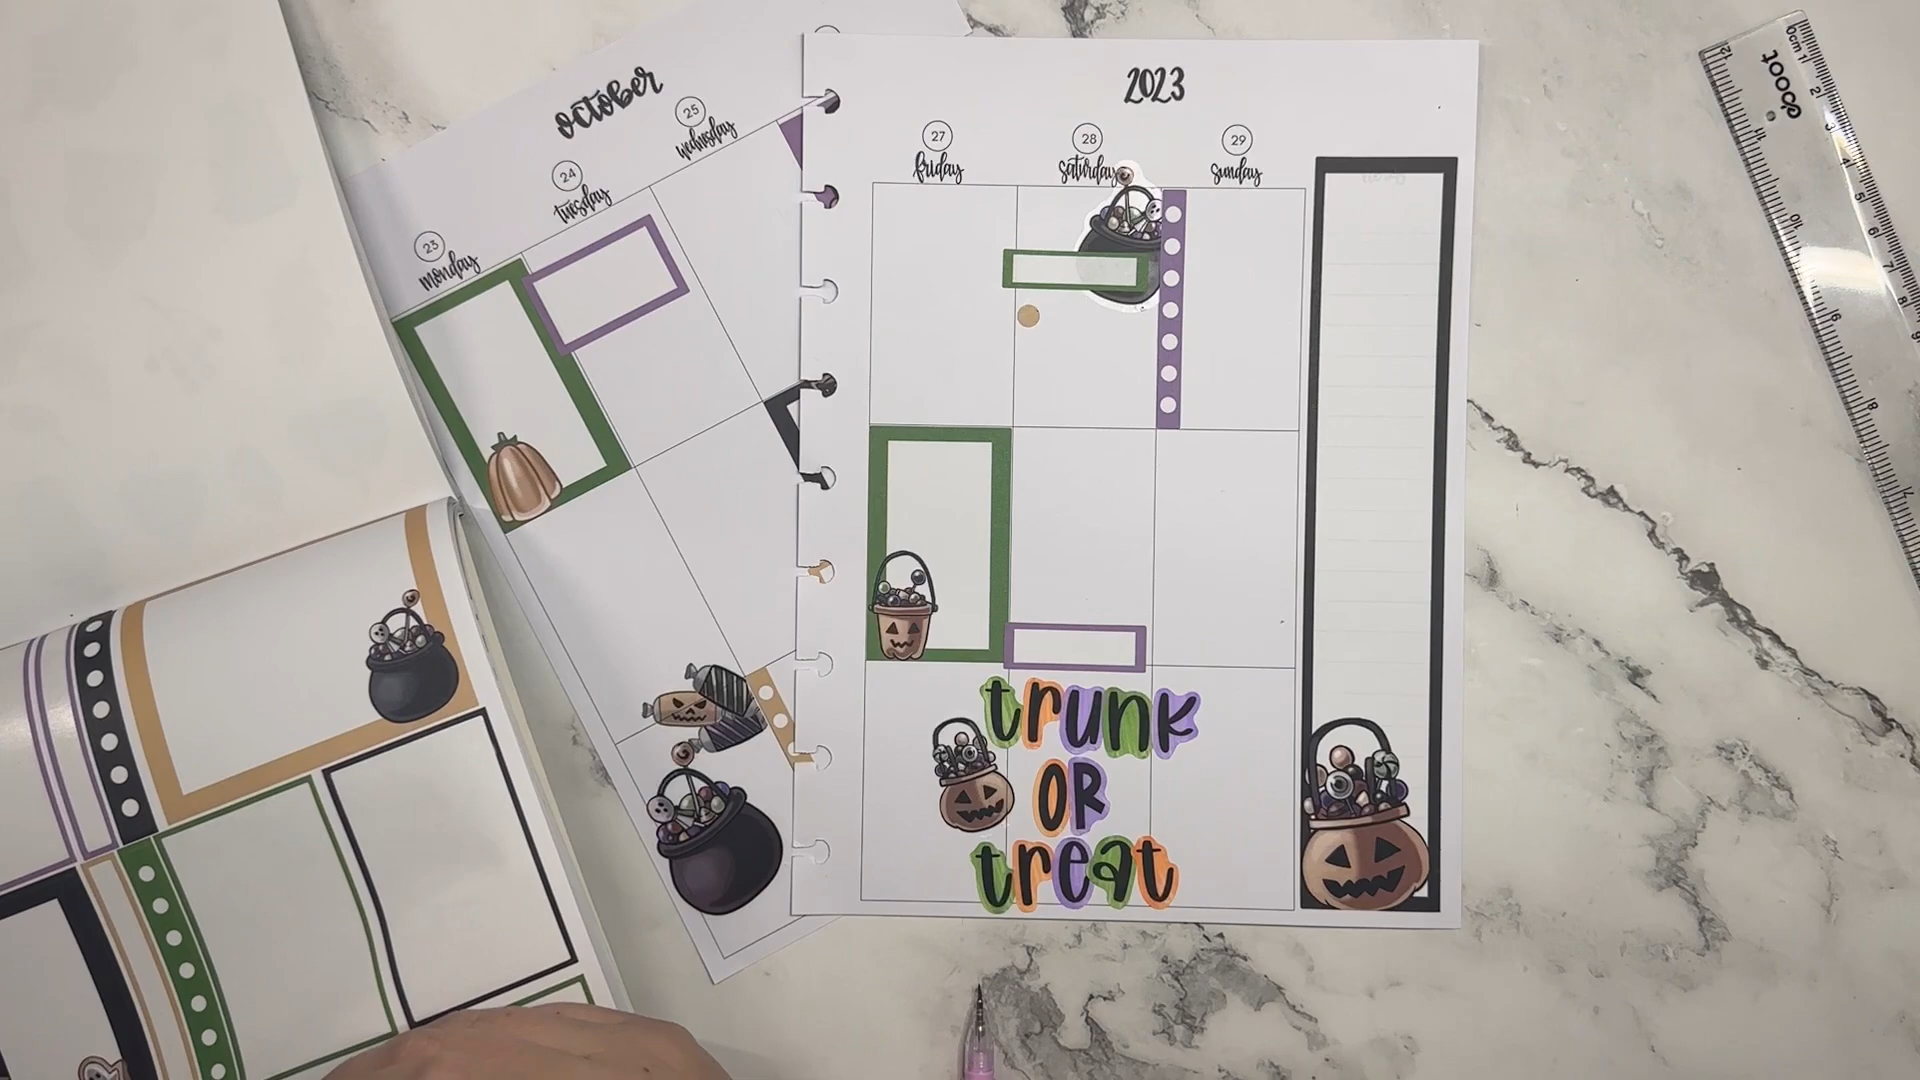 october
23
monday
24
tuesday
25
wednesday
2023
27
friday
28
saturday
29
sunday
trunk
OR
treat